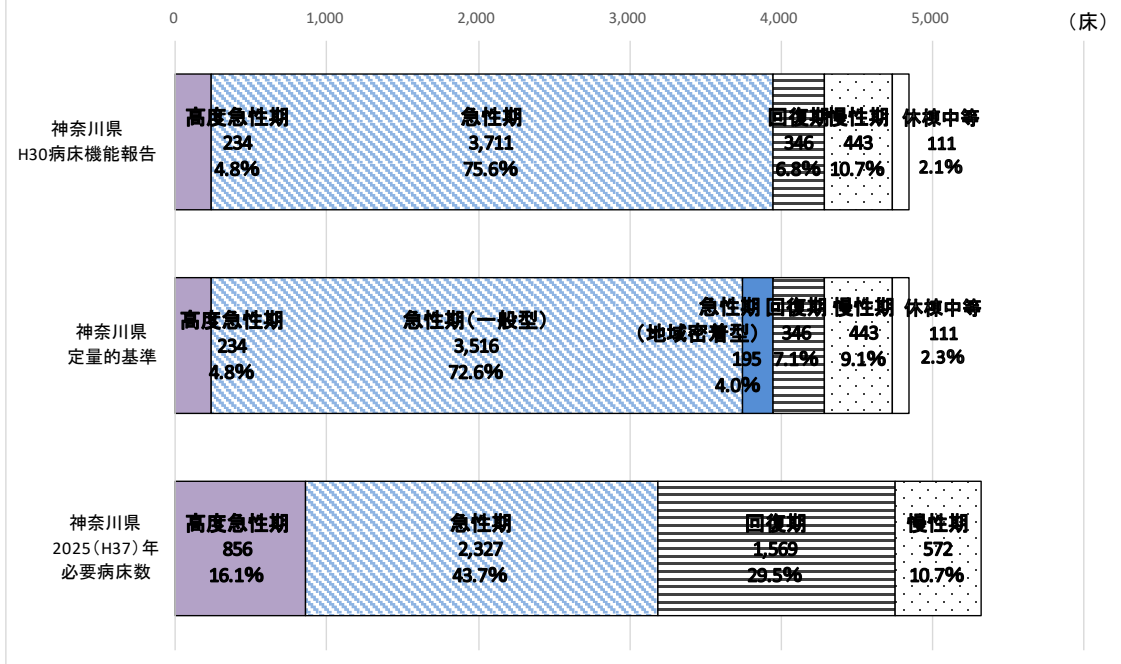 0 1,000 2,000 3,000 4,000 5,000 （床）
神奈川県
H30病床機能報告
高度急性期
234
4.8%
急性期
3,711
75.6%
回復期
346
6.8%
慢性期
443
10.7%
休棟中等
111
2.1%
神奈川県
定量的基準
高度急性期
234
4.8%
急性期（一般型）
3,516
72.6%
急性期
（地域密着型）
195
4.0%
回復期
346
7.1%
慢性期
443
9.1%
休棟中等
111
2.3%
神奈川県
2025（H37）年
必要病床数
高度急性期
856
16.1%
急性期
2,327
43.7%
回復期
1,569
29.5%
慢性期
572
10.7%